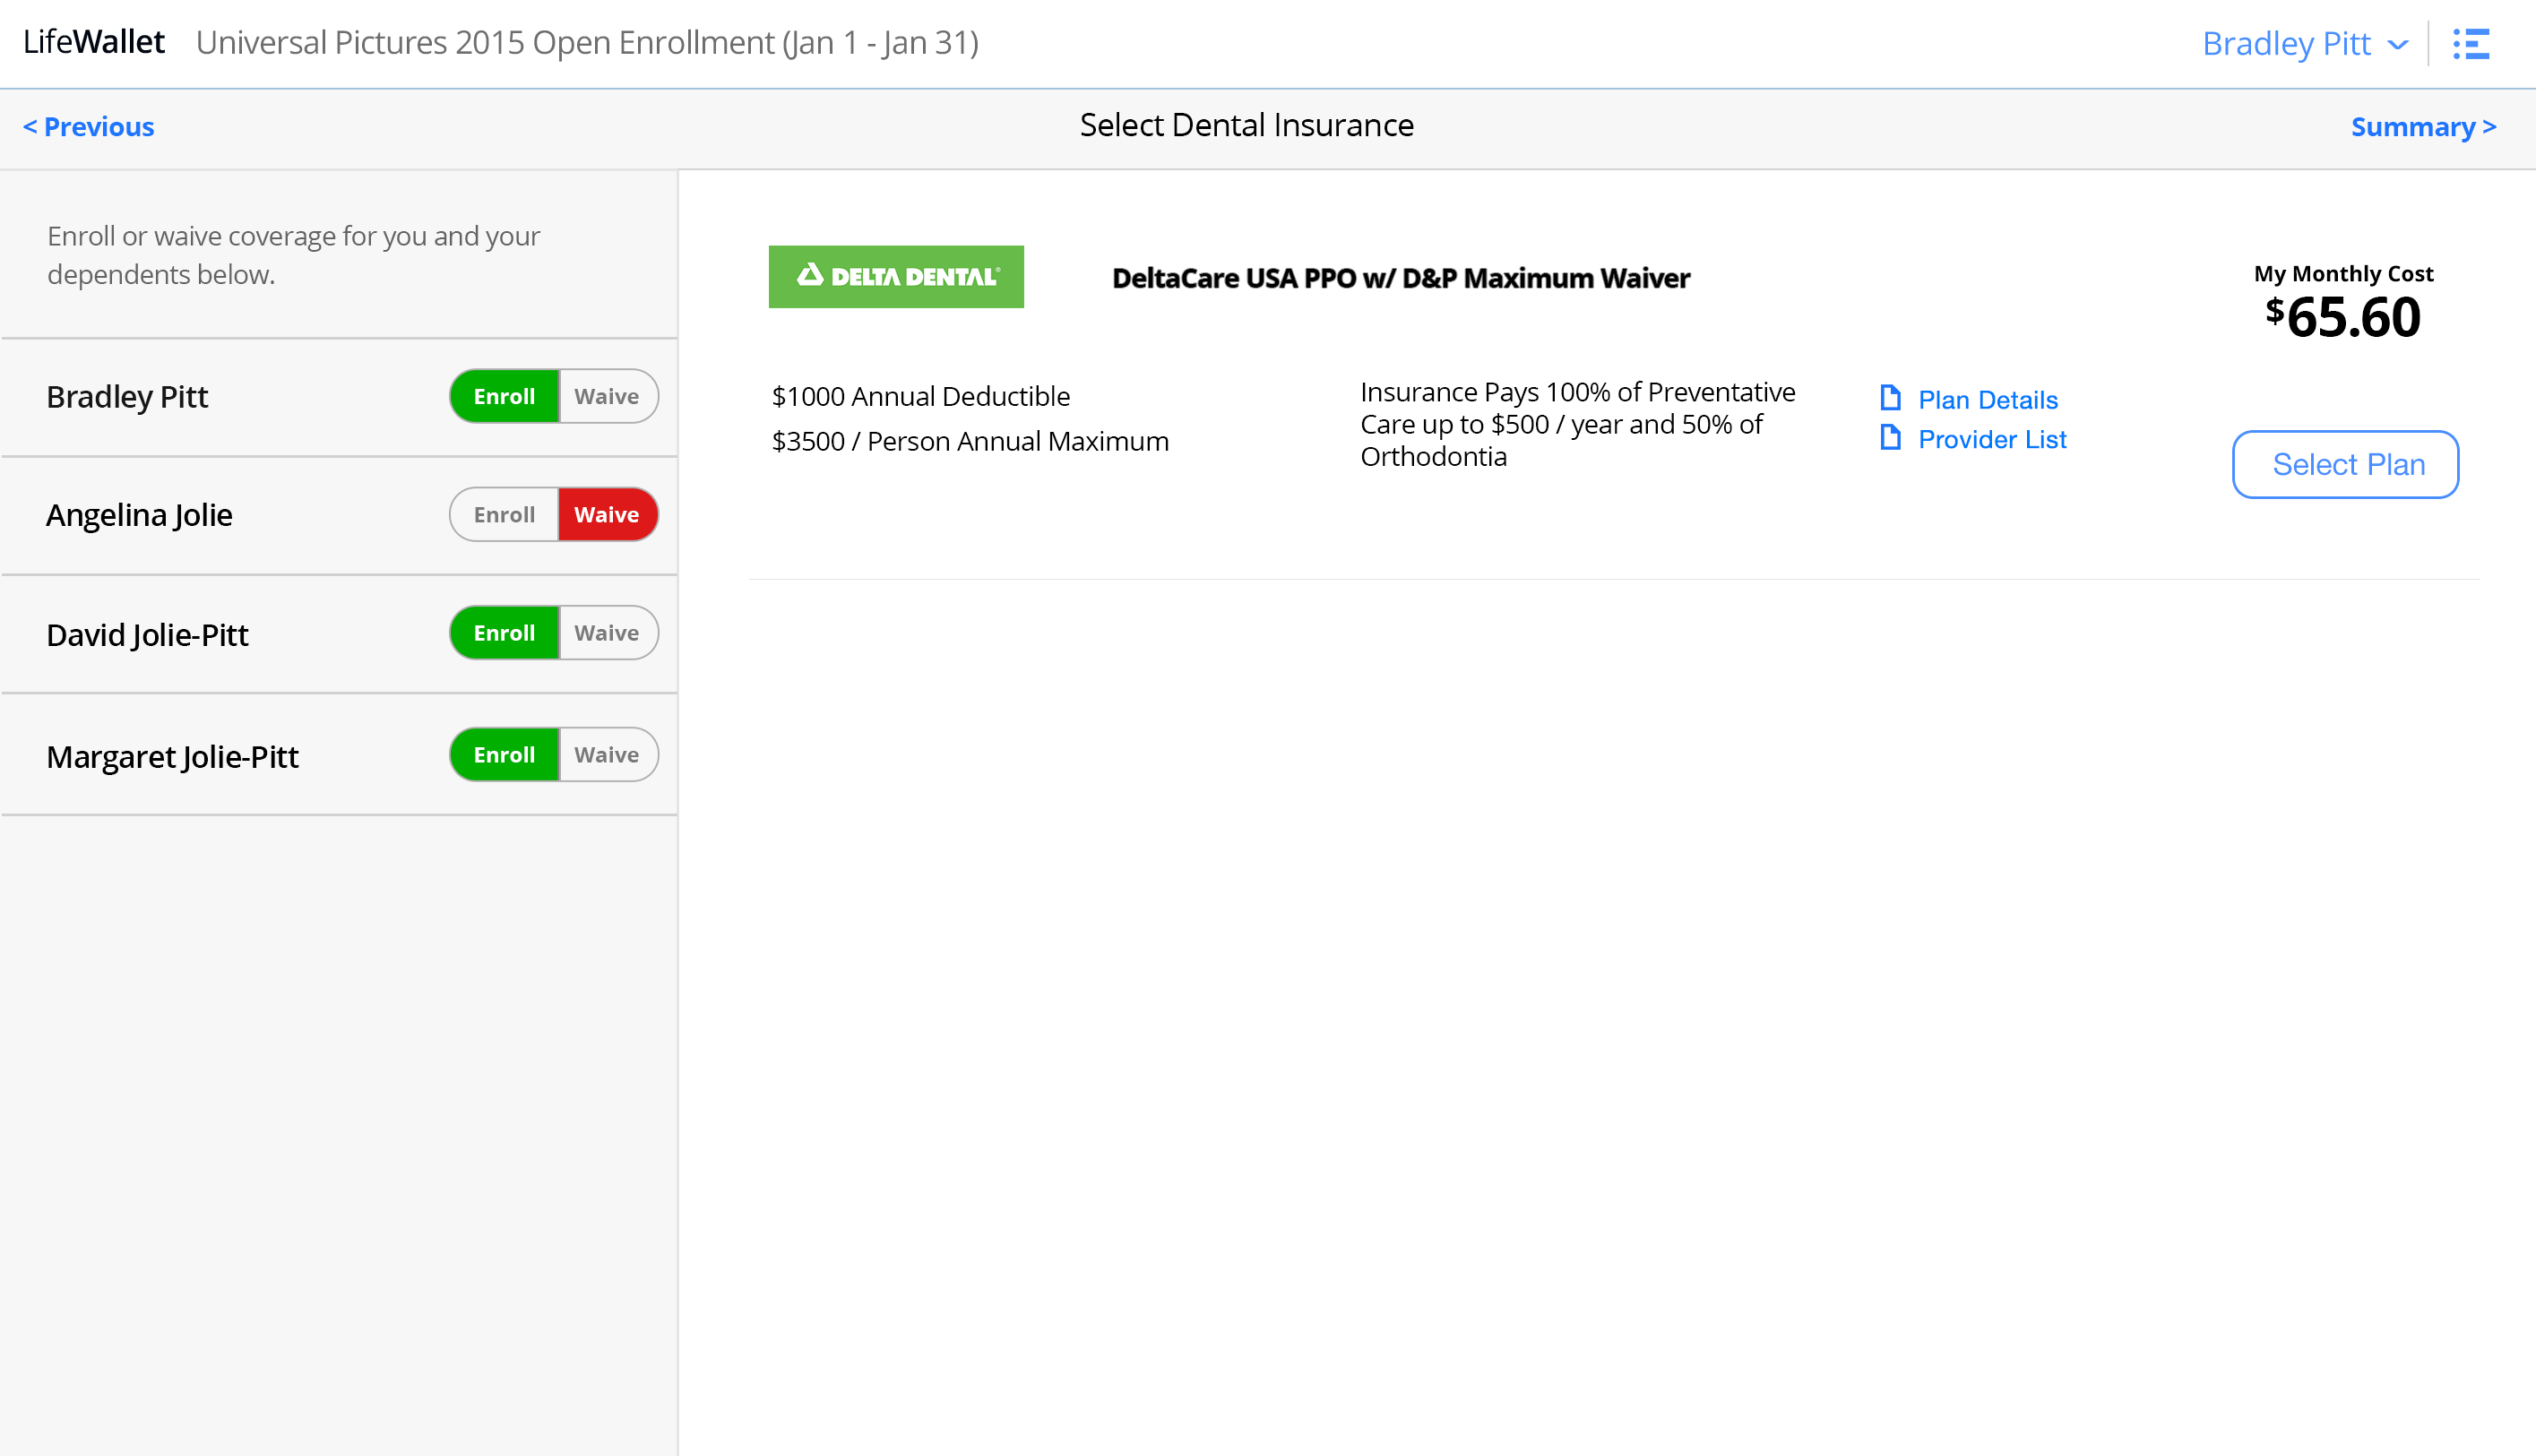 LifeWallet
Universal Pictures 2015 Open Enrollment (Jan 1 - Jan 31)
Bradley Pitt
< Previous
Select Dental Insurance
Summary >
Enroll or waive coverage for you and your
dependents below.
Bradley Pitt
Enroll
Waive
Angelina Jolie
Enroll
Waive
David Jolie-Pitt
Enroll
Waive
Margaret Jolie-Pitt
Enroll
Waive
DELTA DENTAL®
DeltaCare USA PPO w/ D&P Maximum Waiver
My Monthly Cost
$65.60
$1000 Annual Deductible
$3500 / Person Annual Maximum
Insurance Pays 100% of Preventative
Care up to $500 / year and 50% of
Orthodontia
Plan Details
Provider List
Select Plan